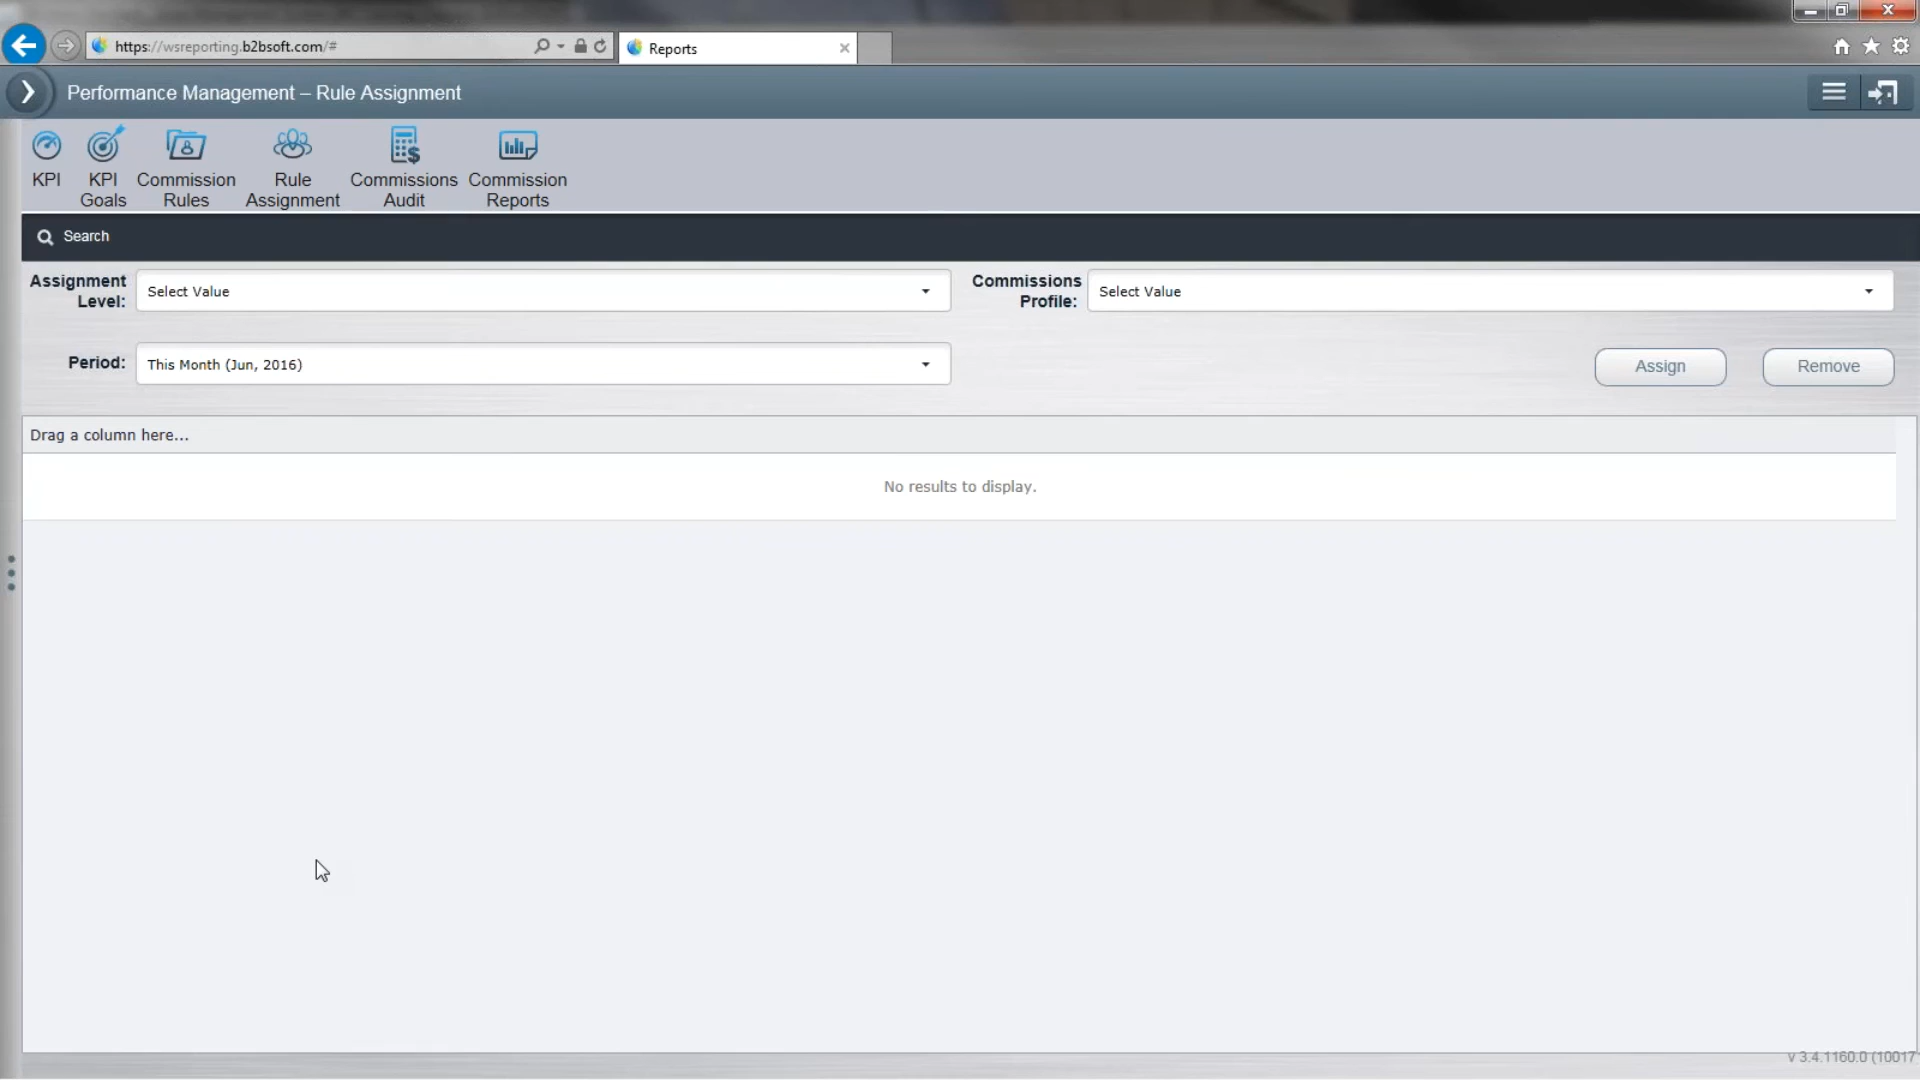 https://wsreporting.b2bsoft.com/#
Reports
Performance Management – Rule Assignment
KPI
KPI Goals
Commission Rules
Rule Assignment
Commissions Audit
Commission Reports
Search
Assignment Level:
Select Value
Commissions Profile:
Select Value
Period:
This Month (Jun, 2016)
Assign
Remove
Drag a column here...
No results to display.
v 3.4.1160.0 (10017